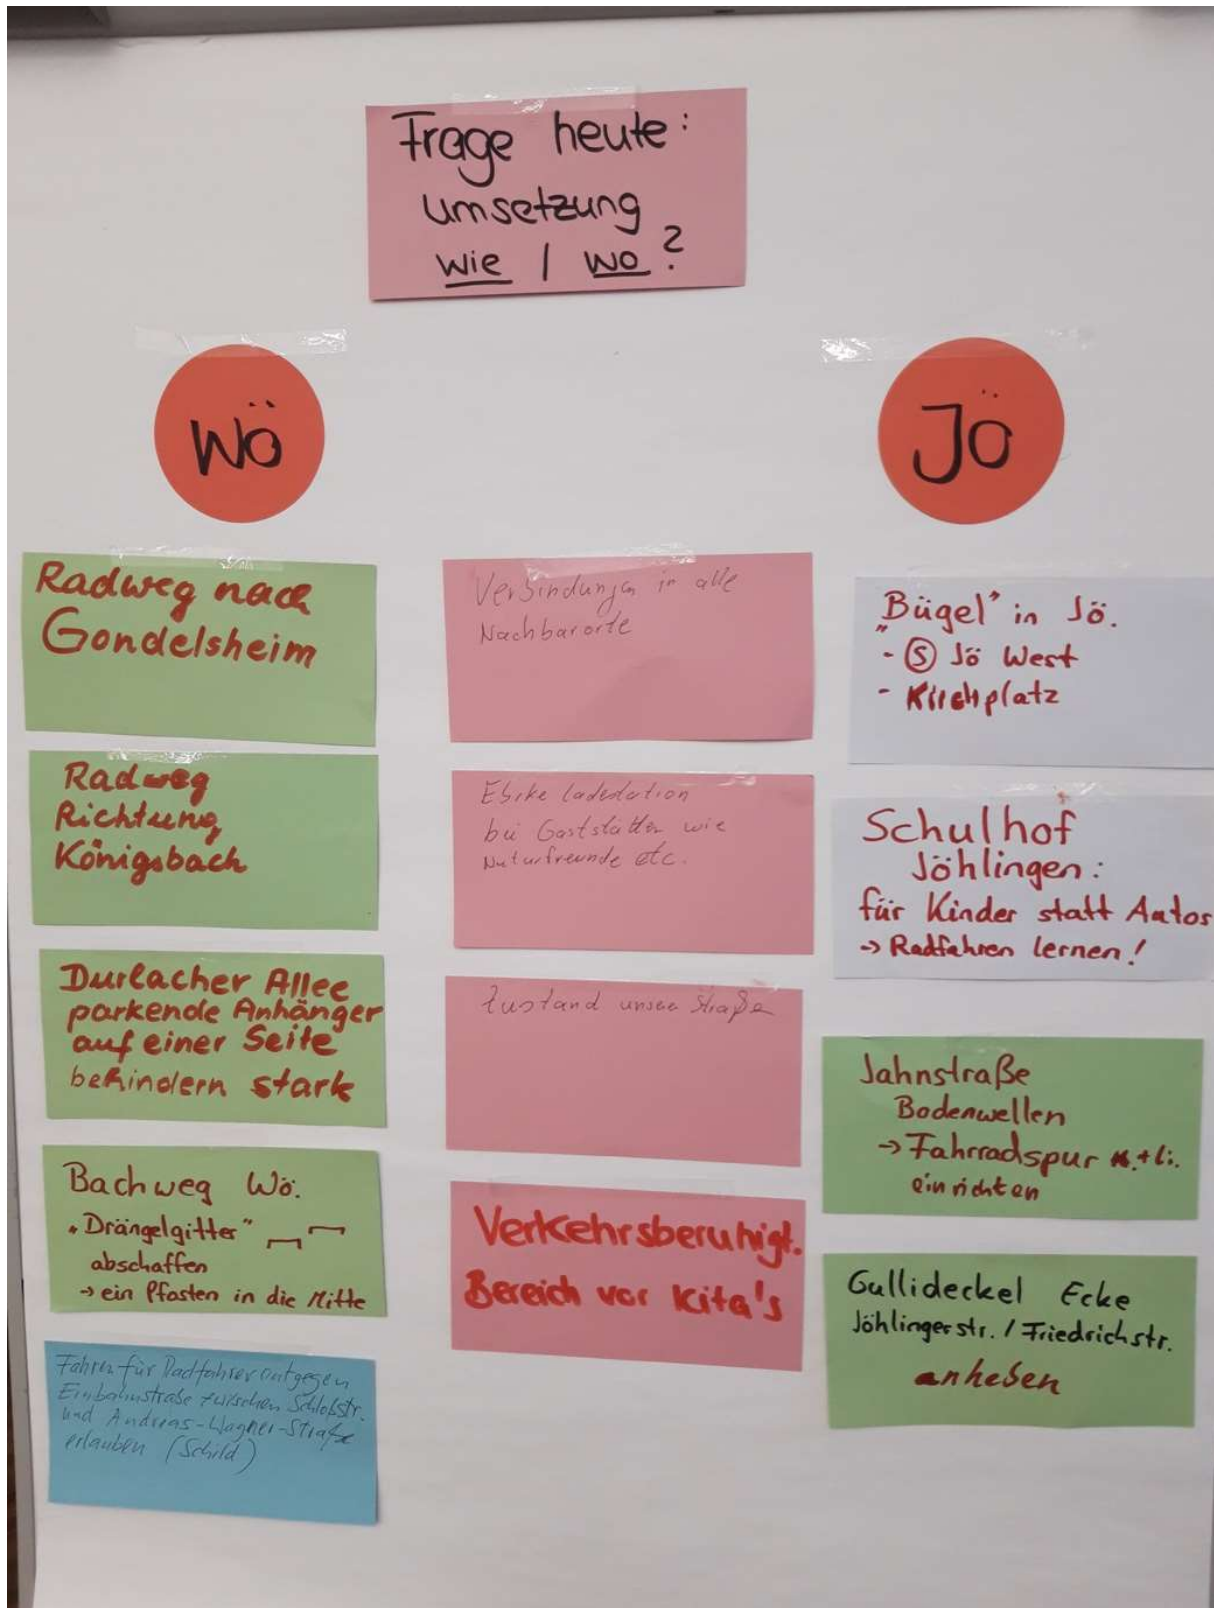 Frage heute:
umsetzung
wie / wo?
Wö
Jö
Radweg nach
Gondelsheim
Radweg
Richtung
Königsbach
Durlacher Allee
parkende Anhänger
auf einer Seite
behindern stark
Bachweg Wö.
"Drängelgitter"
abschaffen
→ ein Pfosten in die Mitte
Fahren für Radfahrer entgegen
Einbahnstraße zwischen Schloßstr.
und Andreas-Wagner-Straße
erlauben (Schild)
Verbindungen in alle
Nachbarorte
Ebike Ladestation
bei Gaststätten wie
Naturfreunde etc.
Zustand unser Straße
Verkehrsberuhigt.
Bereich vor Kita's
„Bügel" in Jö.
- Ⓢ Jö West
- Kirchplatz
Schulhof
Jöhlingen:
für Kinder statt Autos
→ Radfahren lernen!
Jahnstraße
Bodenwellen
→ Fahrradspur +li.
einrichten
Gullideckel Ecke
Jöhlingerstr. / Friedrichstr.
anheben